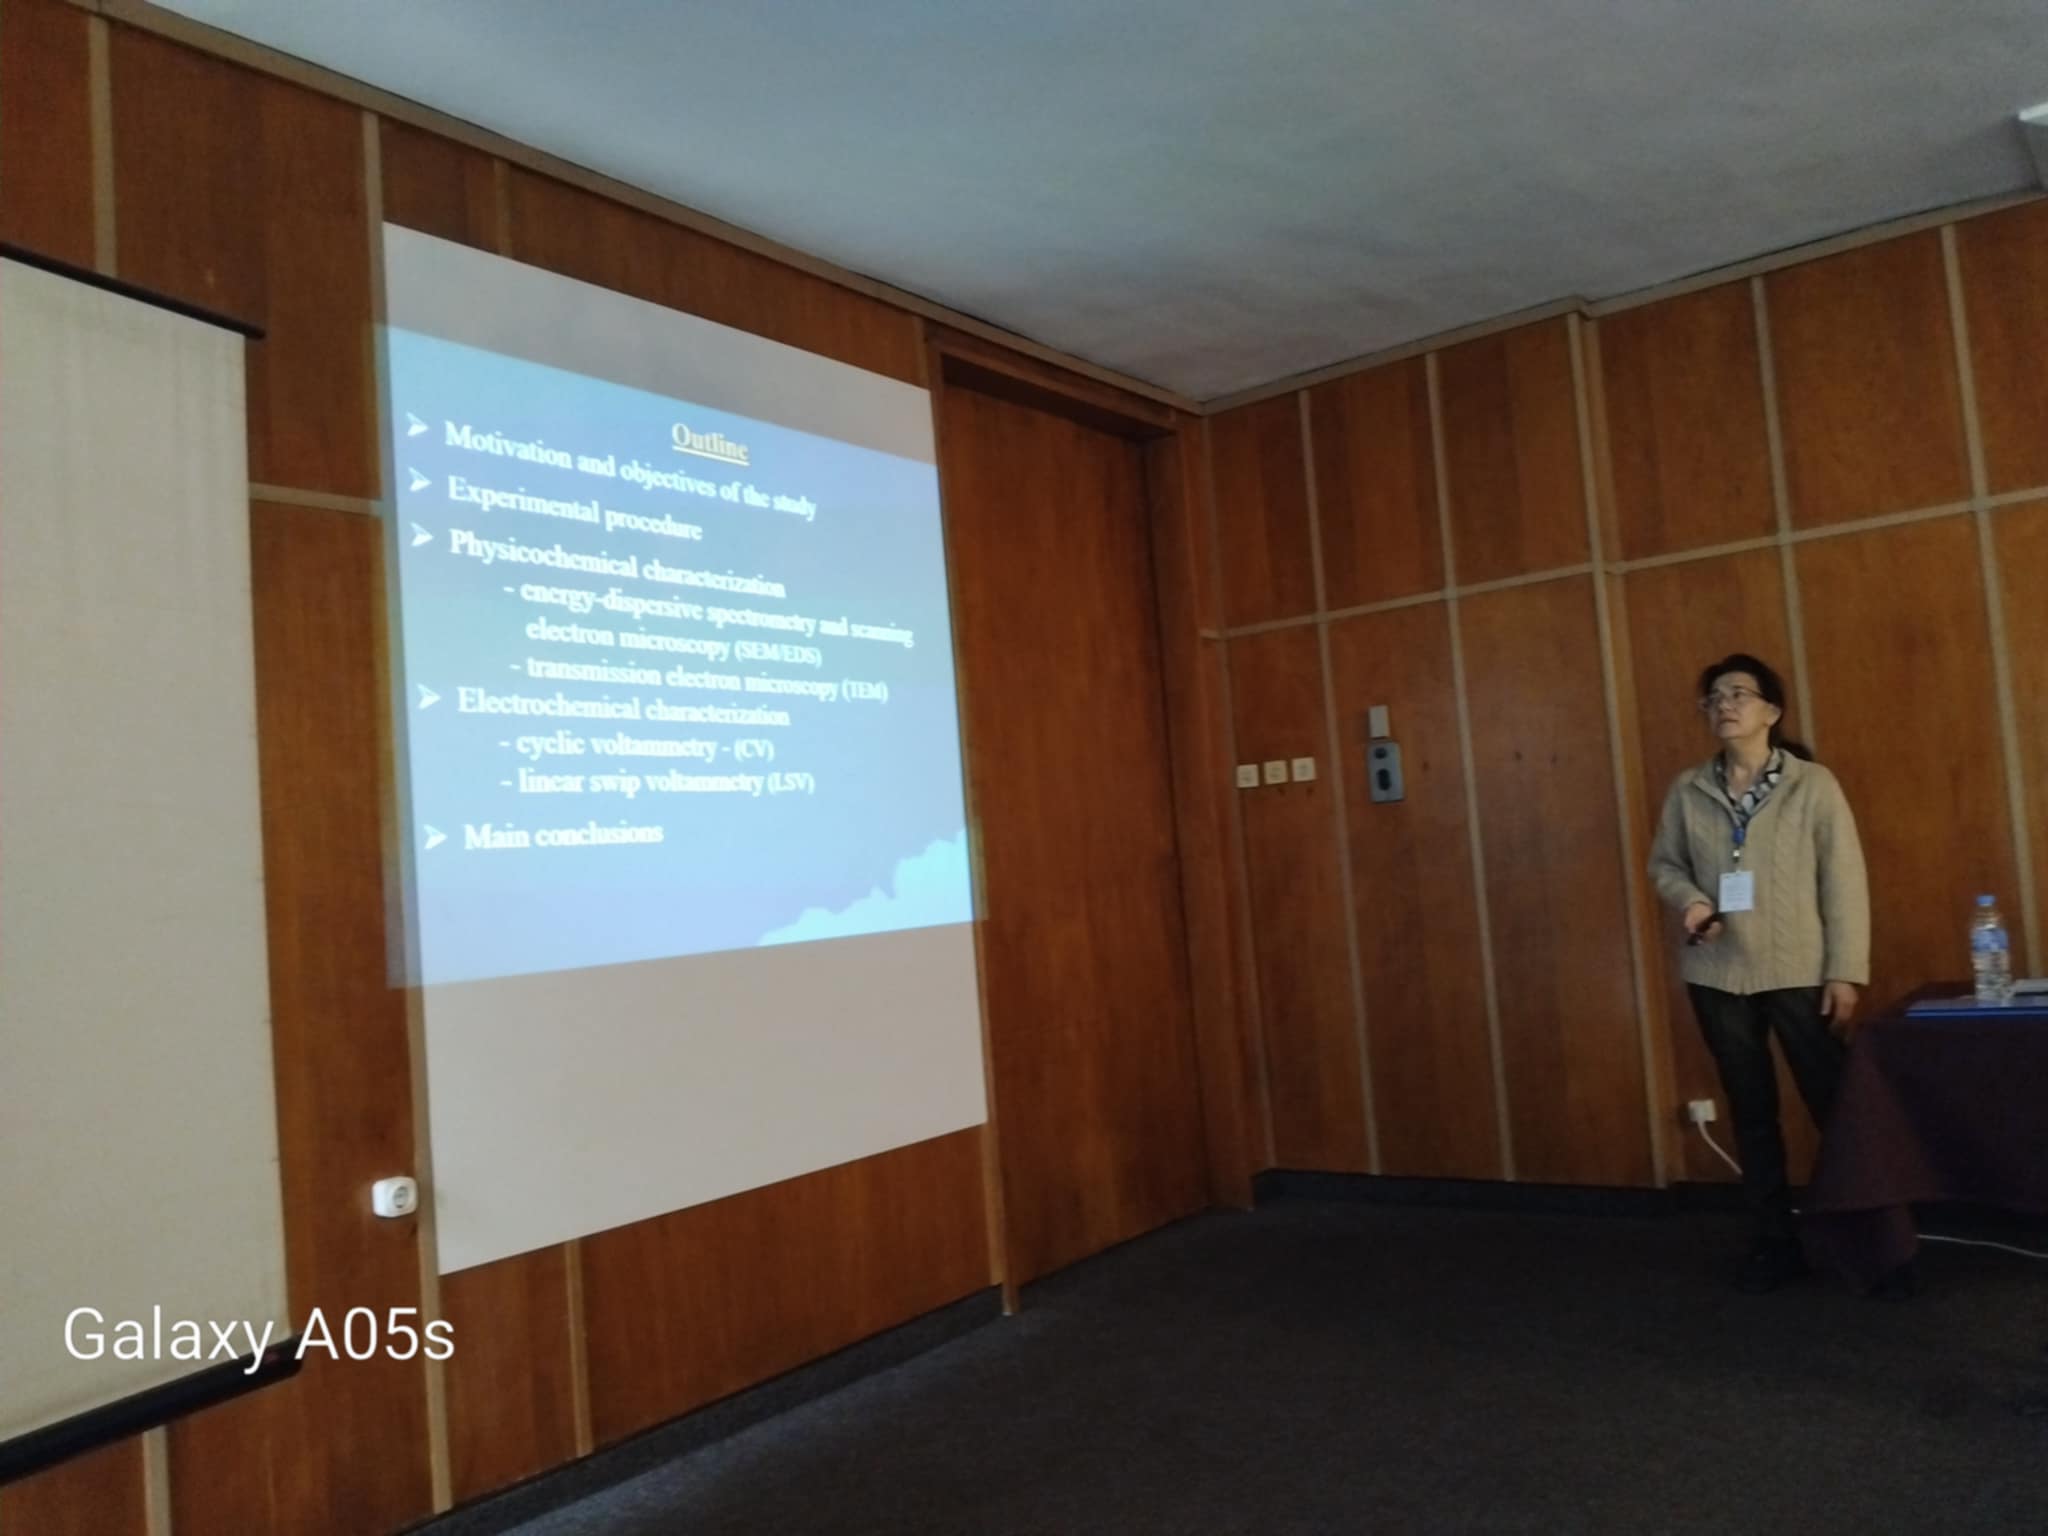 Outline
➢ Motivation and objectives of the study
➢ Experimental procedure
➢ Physicochemical characterization
- energy-dispersive spectrometry and scanning
electron microscopy (SEM/EDS)
- transmission electron microscopy (TEM)
➢ Electrochemical characterization
- cyclic voltammetry - (CV)
- linear swip voltammetry (LSV)
➢ Main conclusions
Galaxy A05s